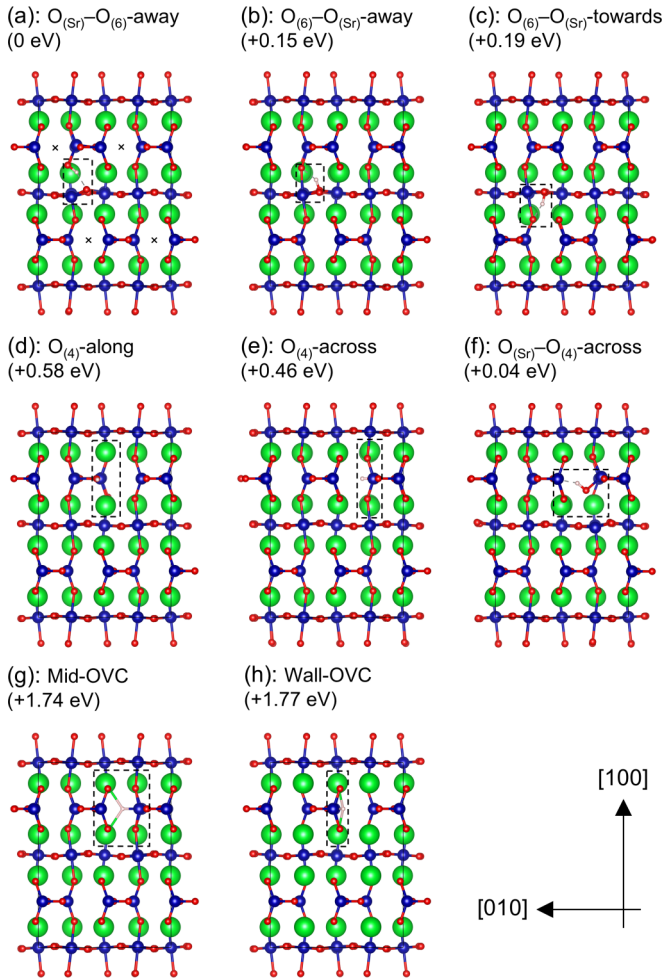 (a): O(Sr)–O(6)-away
(0 eV)
(b): O(6)–O(Sr)-away
(+0.15 eV)
(c): O(6)–O(Sr)-towards
(+0.19 eV)
(d): O(4)-along
(+0.58 eV)
(e): O(4)-across
(+0.46 eV)
(f): O(Sr)–O(4)-across
(+0.04 eV)
(g): Mid-OVC
(+1.74 eV)
(h): Wall-OVC
(+1.77 eV)
[100]
[010]